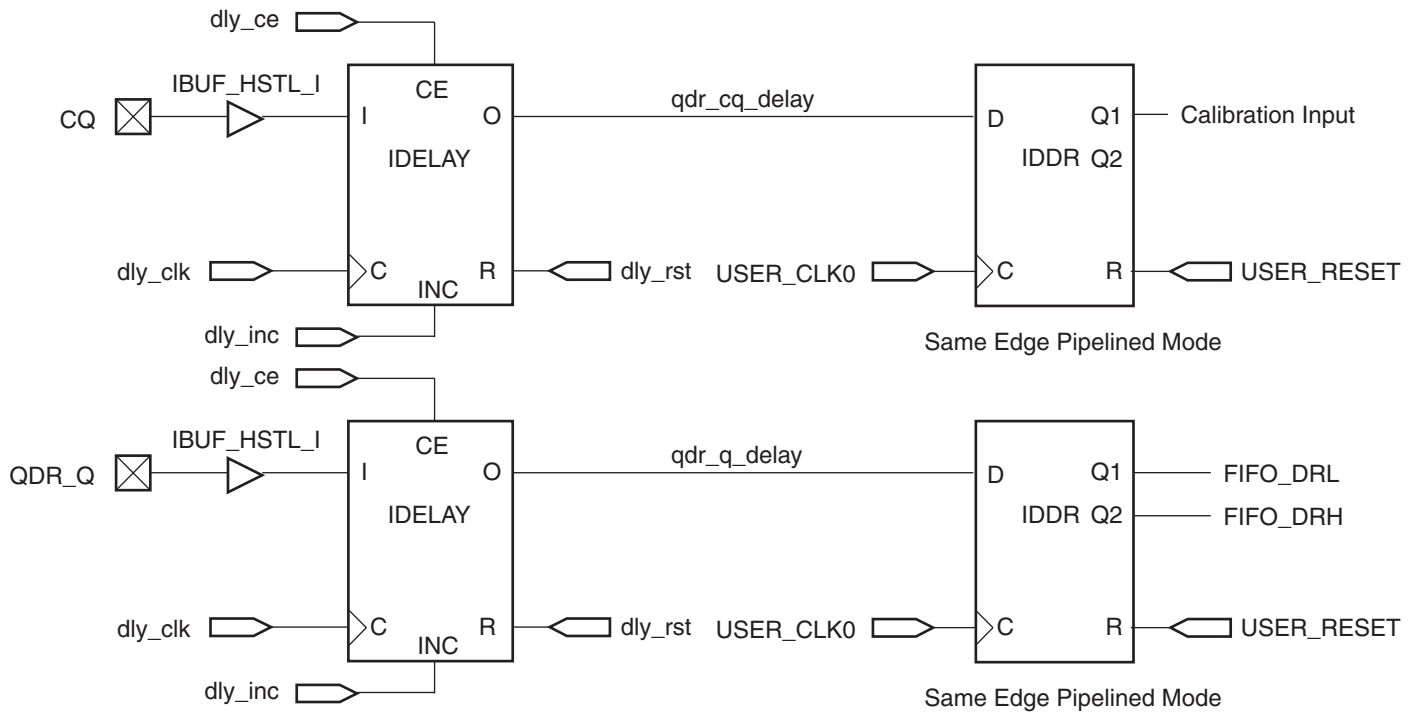 dly_ce
IBUF_HSTL_I
CE
qdr_cq_delay
CQ
I
O
D
Q1
Calibration Input
IDELAY
IDDR
Q2
dly_clk
C
R
dly_rst
USER_CLK0
C
R
USER_RESET
INC
dly_inc
Same Edge Pipelined Mode
dly_ce
IBUF_HSTL_I
CE
qdr_q_delay
QDR_Q
I
O
D
Q1
FIFO_DRL
IDELAY
IDDR
Q2
FIFO_DRH
dly_clk
C
R
dly_rst
USER_CLK0
C
R
USER_RESET
INC
dly_inc
Same Edge Pipelined Mode